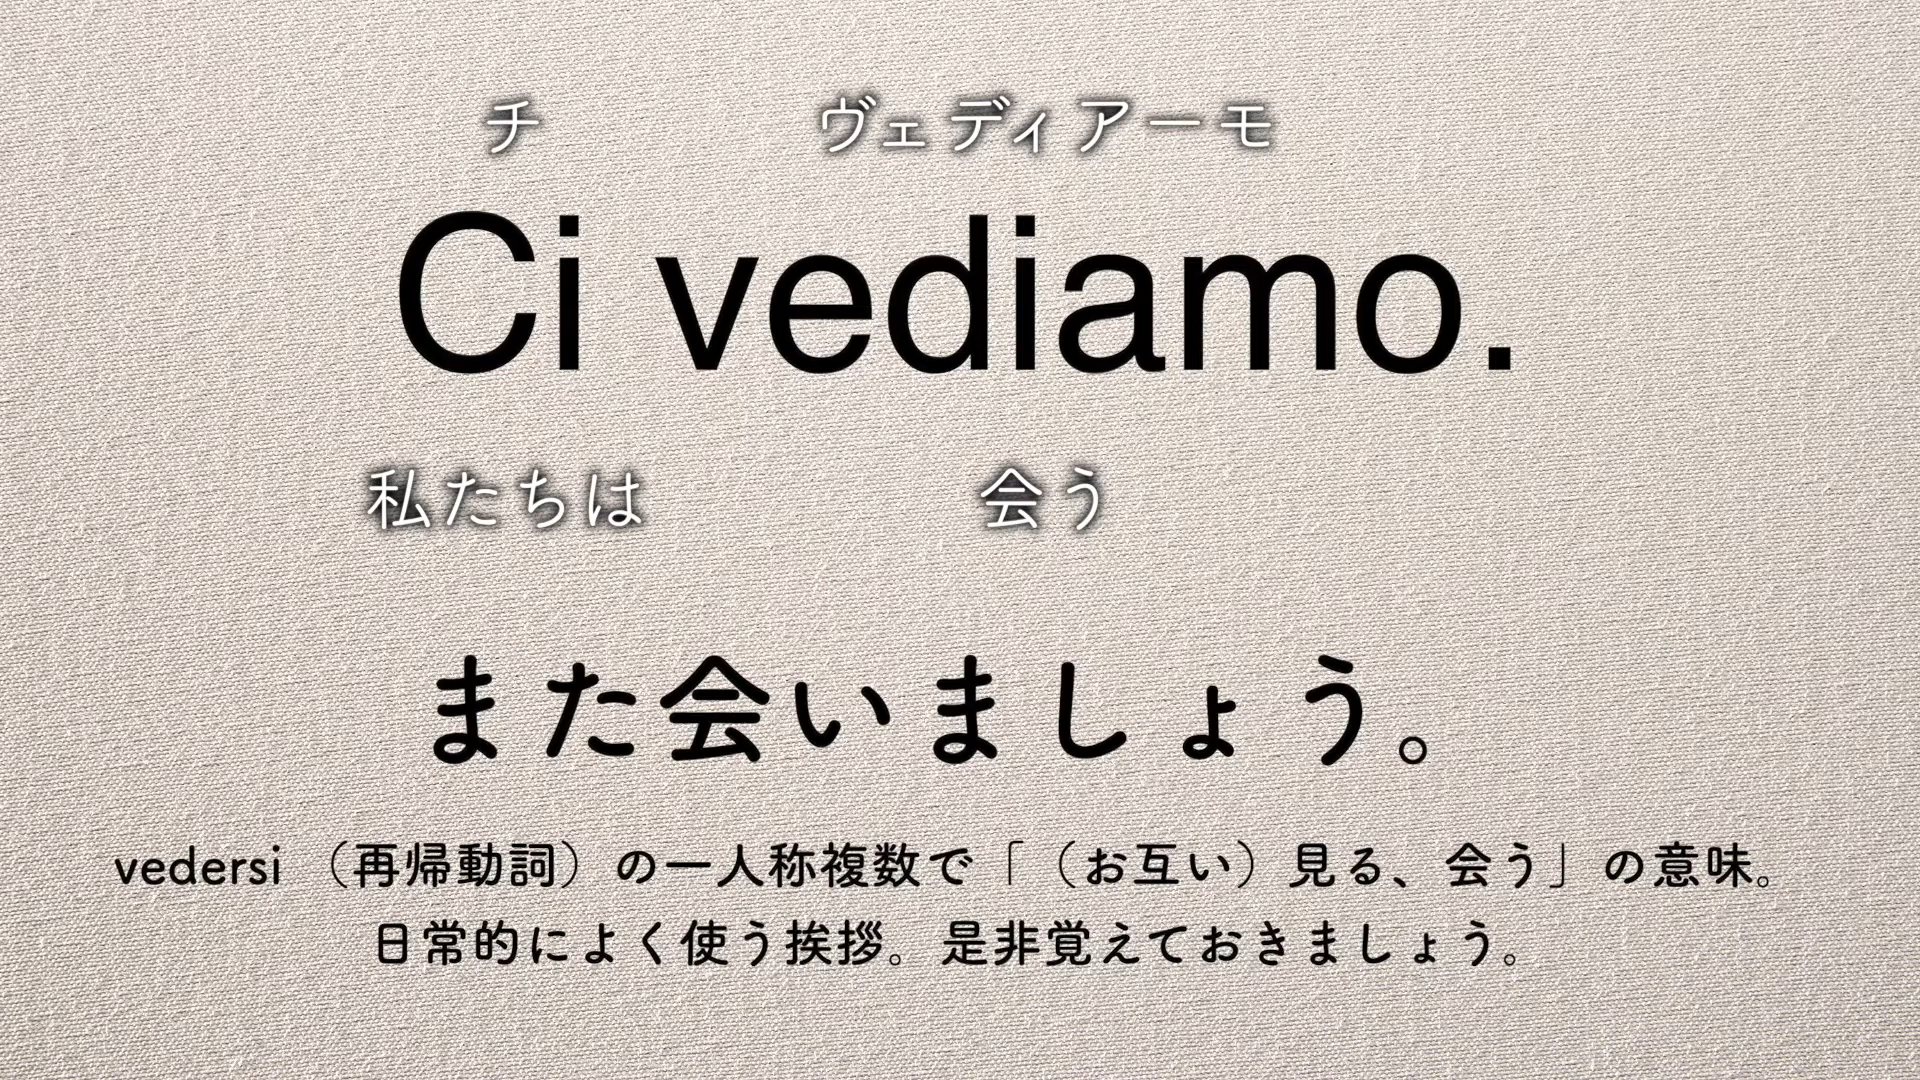 チ ヴェディアーモ
Ci vediamo.
私たちは 会う
また会いましょう。
vedersi （再帰動詞）の一人称複数で「（お互い）見る、会う」の意味。
日常的によく使う挨拶。是非覚えておきましょう。